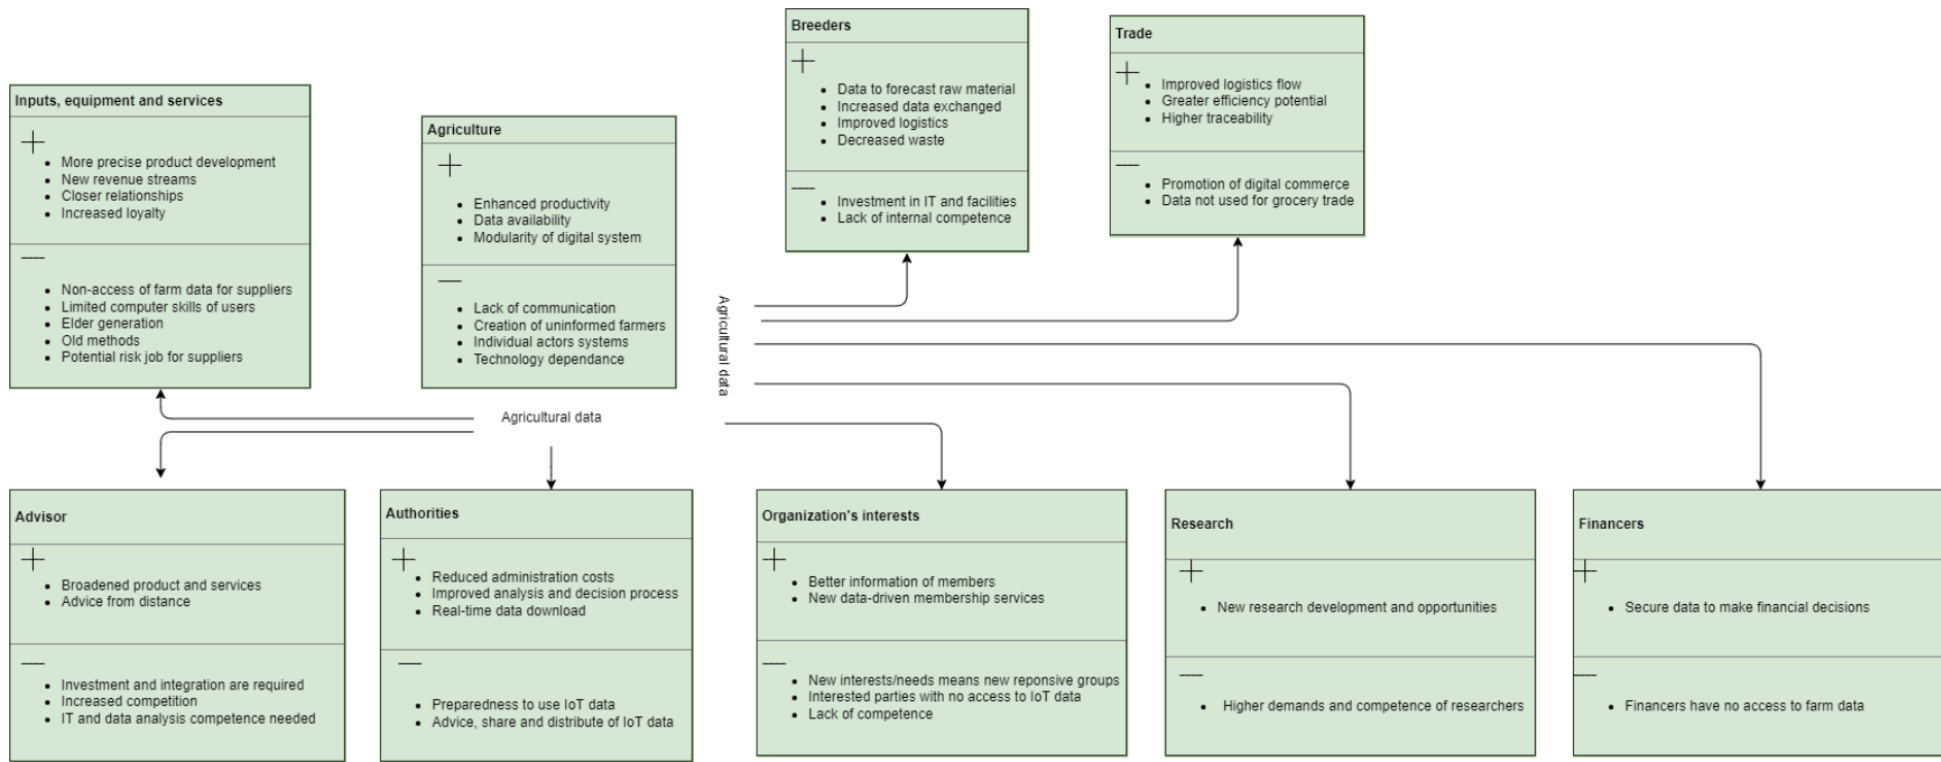 Inputs, equipment and services
More precise product development
New revenue streams
Closer relationships
Increased loyalty
Non-access of farm data for suppliers
Limited computer skills of users
Elder generation
Old methods
Potential risk job for suppliers
Agriculture
Enhanced productivity
Data availability
Modularity of digital system
Lack of communication
Creation of uninformed farmers
Individual actors systems
Technology dependance
Breeders
Data to forecast raw material
Increased data exchanged
Improved logistics
Decreased waste
Investment in IT and facilities
Lack of internal competence
Trade
Improved logistics flow
Greater efficiency potential
Higher traceability
Promotion of digital commerce
Data not used for grocery trade
Agricultural data
Agricultural data
Advisor
Broadened product and services
Advice from distance
Investment and integration are required
Increased competition
IT and data analysis competence needed
Authorities
Reduced administration costs
Improved analysis and decision process
Real-time data download
Preparedness to use IoT data
Advice, share and distribute of IoT data
Organization's interests
Better information of members
New data-driven membership services
New interests/needs means new reponsive groups
Interested parties with no access to IoT data
Lack of competence
Research
New research development and opportunities
Higher demands and competence of researchers
Financers
Secure data to make financial decisions
Financers have no access to farm data